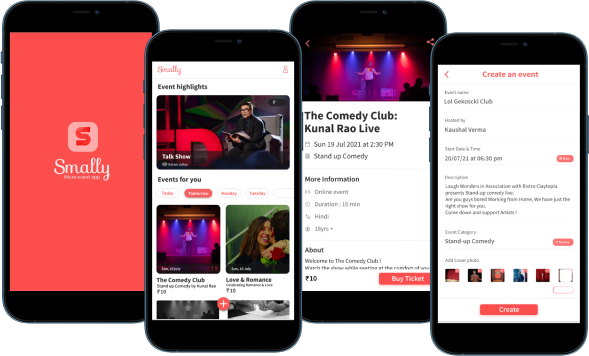 S
Smally
Micro event app
Smally
Event highlights
Talk Show
Events for you
Today
Tomorrow
Monday
Tuesday
Sun, 19 July
Sun, 19 July
The Comedy Club
Stand up Comedy by Kunal Rao
₹10
Love & Romance
Celebrating Romance & Love
₹10
+
The Comedy Club:
Kunal Rao Live
Sun 19 Jul 2021 at 2:30 PM
Stand up Comedy
More Information
Online event
Duration : 10 min
Hindi
18yrs +
About
Welcome to The Comedy Club !
Watch the show while seating at the comfort of
₹10
Buy Ticket
Create an event
Event name
Lol Gekoscki Club
Hosted by
Kaushal Verma
Start Date & Time
20/07/21 at 06:30 pm
Description
Laugh Wonders in Association with Bistro Claytopia
presents Stand-up comedy live.
Are you guys bored Working from Home, We have just the
right show for you.
Come down and support Artists !
Event Category
Stand-up Comedy
Add Cover photo
Create